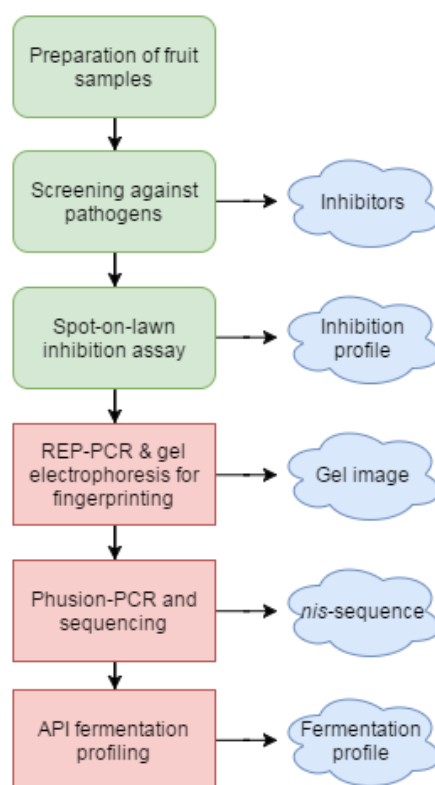 Preparation of fruit
samples
Screening against
pathogens
Inhibitors
Spot-on-lawn
inhibition assay
Inhibition
profile
REP-PCR & gel
electrophoresis for
fingerprinting
Gel image
Phusion-PCR and
sequencing
nis-sequence
API fermentation
profiling
Fermentation
profile